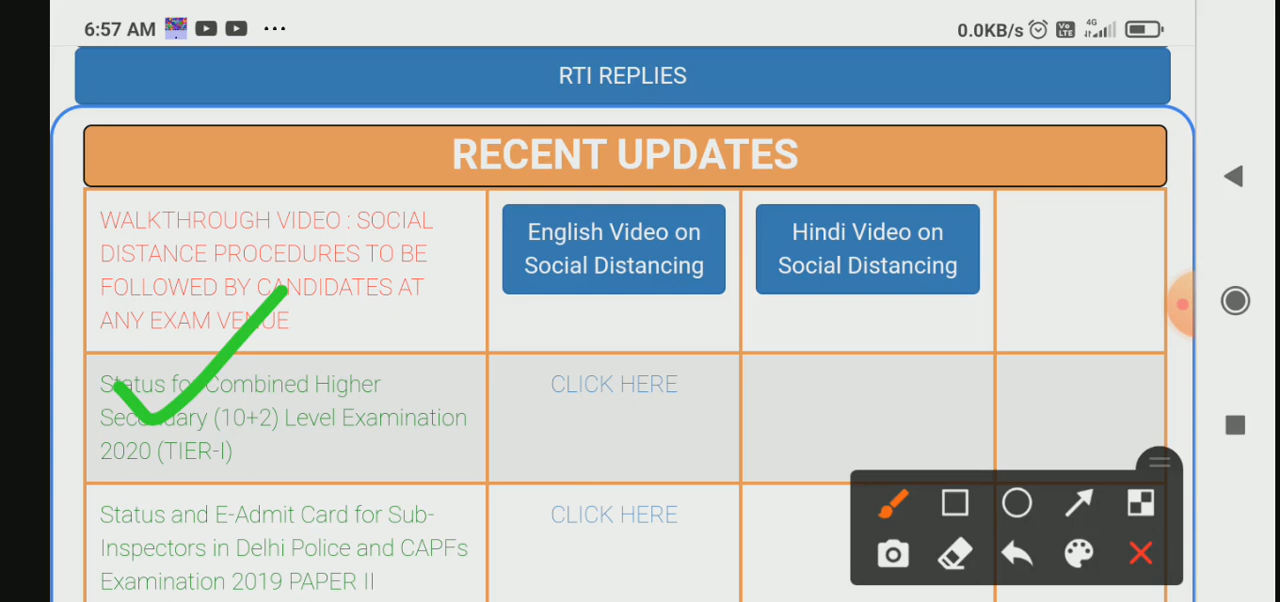 6:57 AM
0.0KB/s
Vo LTE
4G
RTI REPLIES
RECENT UPDATES
WALKTHROUGH VIDEO : SOCIAL
DISTANCE PROCEDURES TO BE
FOLLOWED BY CANDIDATES AT
ANY EXAM VENUE
English Video on
Social Distancing
Hindi Video on
Social Distancing
Status for Combined Higher
Secondary (10+2) Level Examination
2020 (TIER-I)
CLICK HERE
Status and E-Admit Card for Sub-
Inspectors in Delhi Police and CAPFs
Examination 2019 PAPER II
CLICK HERE